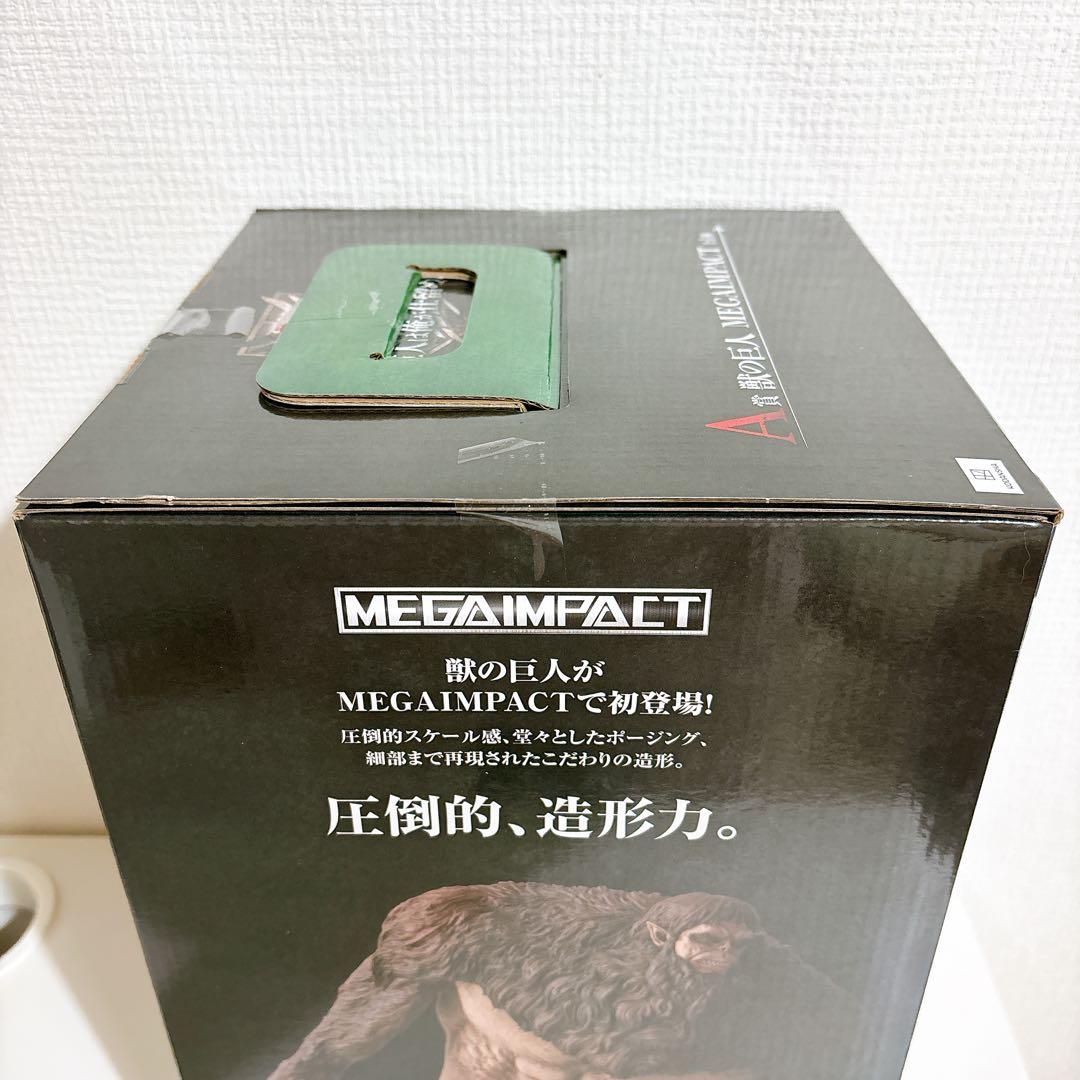 A賞 獣の巨人 MEGAIMPACT
MEGAIMPACT
獣の巨人が
MEGAIMPACTで初登場!
圧倒的スケール感、堂々としたポージング、
細部まで再現されたこだわりの造形。
圧倒的、造形力。